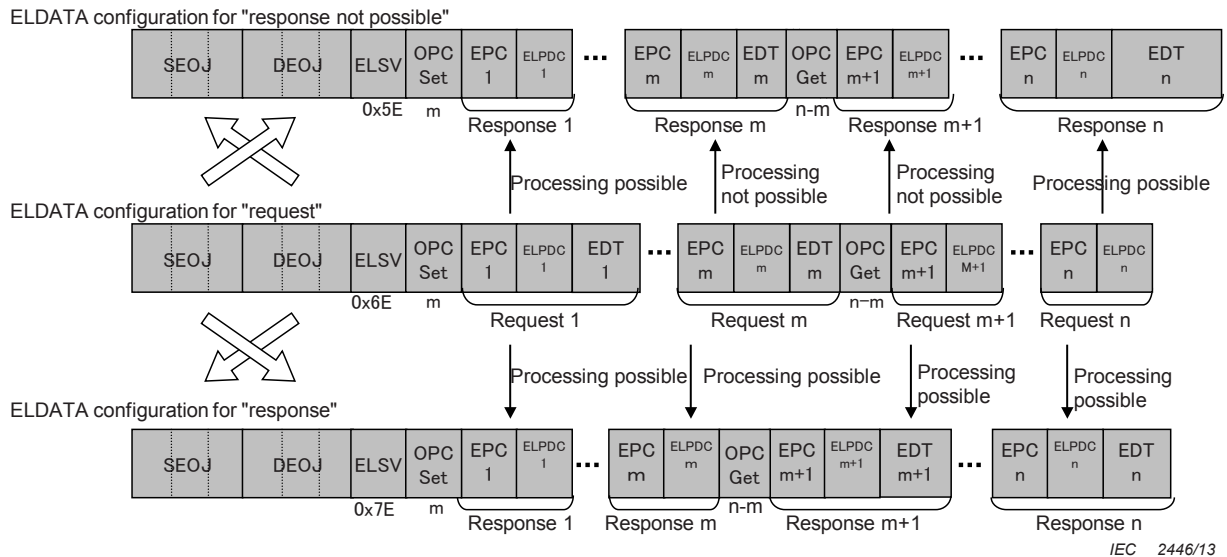 ELDATA configuration for "response not possible"
SEOJ DEOJ ELSV OPC Set EPC 1 ELPDC 1 ... EPC m ELPDC m EDT m OPC Get EPC m+1 ELPDC m+1 ... EPC n ELPDC n EDT n
0x5E m n-m
Response 1 Response m Response m+1 Response n
Processing possible Processing not possible Processing not possible Processing possible
ELDATA configuration for "request"
SEOJ DEOJ ELSV OPC Set EPC 1 ELPDC 1 EDT 1 ... EPC m ELPDC m EDT m OPC Get EPC m+1 ELPDC M+1 ... EPC n ELPDC n
0x6E m n-m
Request 1 Request m Request m+1 Request n
Processing possible Processing possible Processing possible Processing possible
ELDATA configuration for "response"
SEOJ DEOJ ELSV OPC Set EPC 1 ELPDC 1 ... EPC m ELPDC m OPC Get EPC m+1 ELPDC m+1 EDT m+1 ... EPC n ELPDC n EDT n
0x7E m n-m
Response 1 Response m Response m+1 Response n
IEC 2446/13